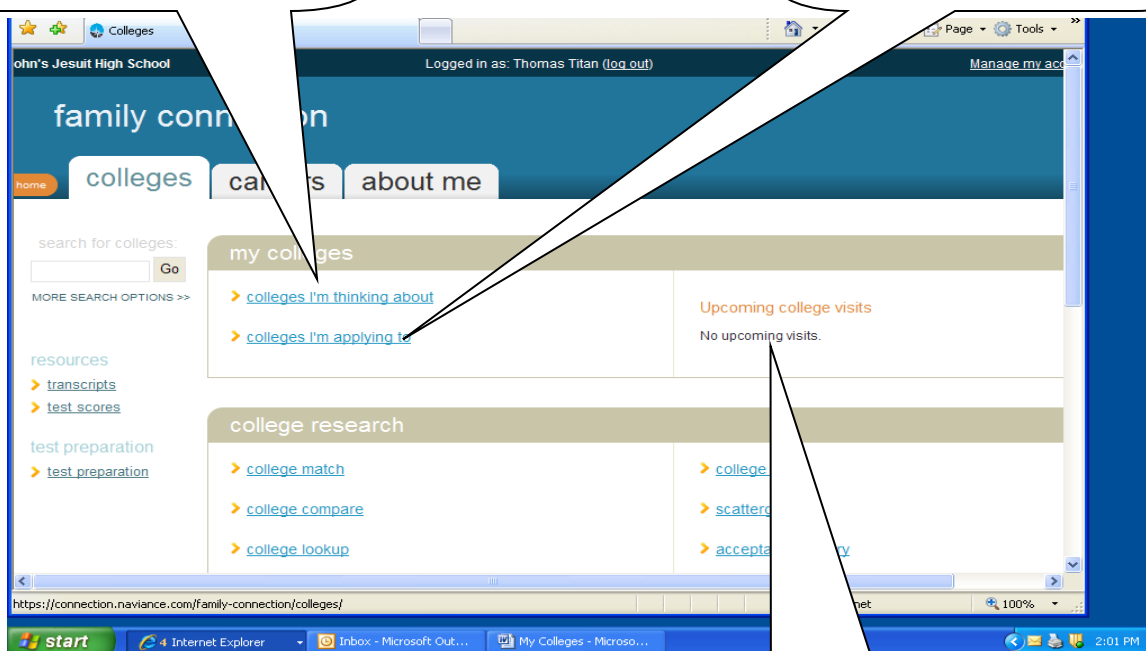 Colleges
Page
Tools
ohn's Jesuit High School Logged in as: Thomas Titan (log out) Manage my acc
family con n
home colleges ca s about me
search for colleges:
Go
MORE SEARCH OPTIONS >>
resources
transcripts
test scores
test preparation
test preparation
my colleges
colleges I'm thinking about
colleges I'm applying to
Upcoming college visits
No upcoming visits.
college research
college match
college compare
college lookup
college
scatterg
accepta ry
https://connection.naviance.com/family-connection/colleges/ net 100%
start 4 Internet Explorer Inbox - Microsoft Out... My Colleges - Microso... 2:01 PM